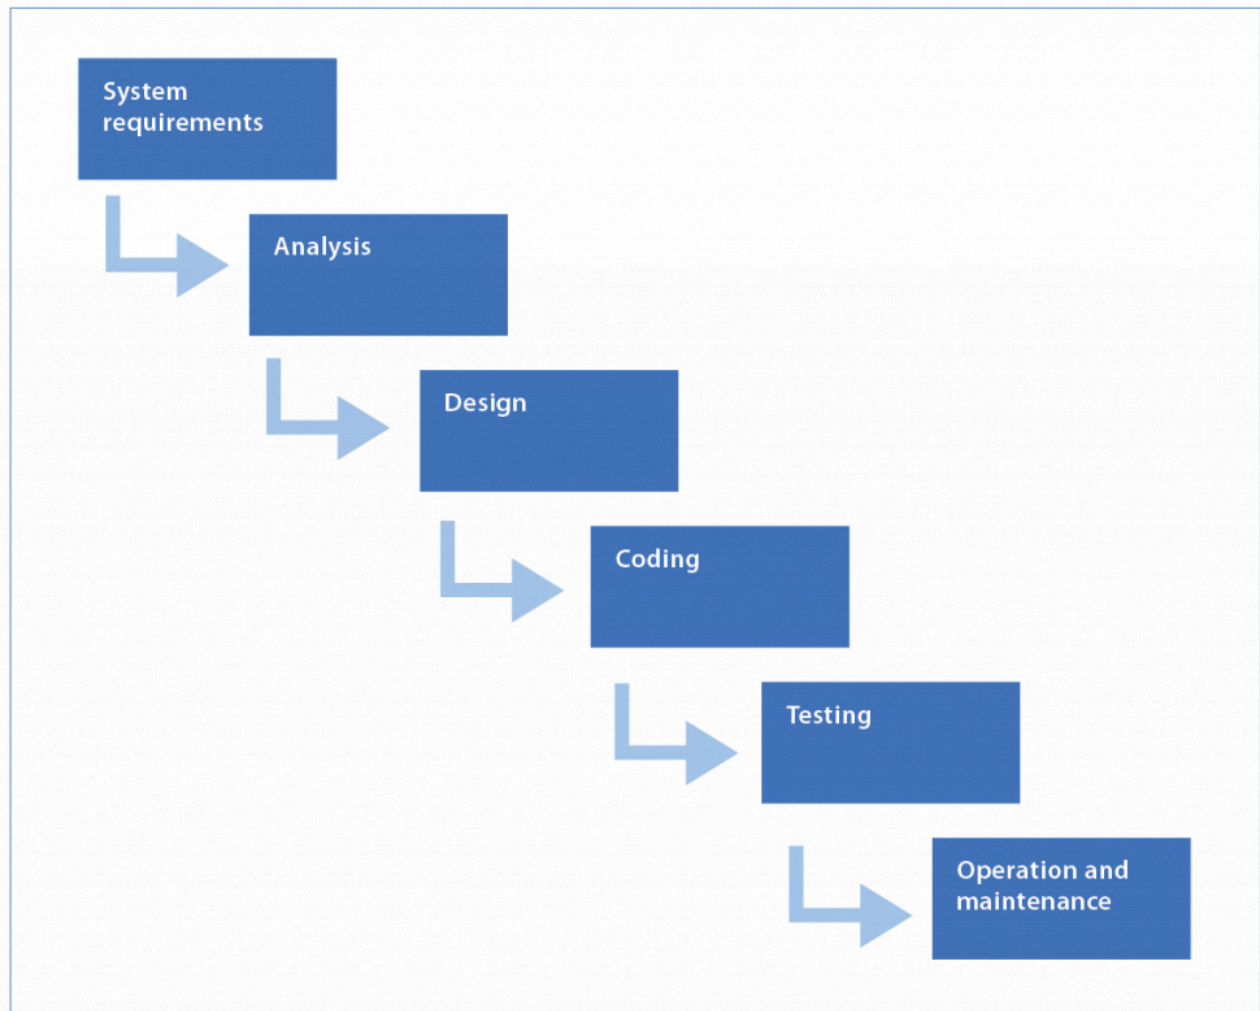 System
requirements
Analysis
Design
Coding
Testing
Operation and
maintenance